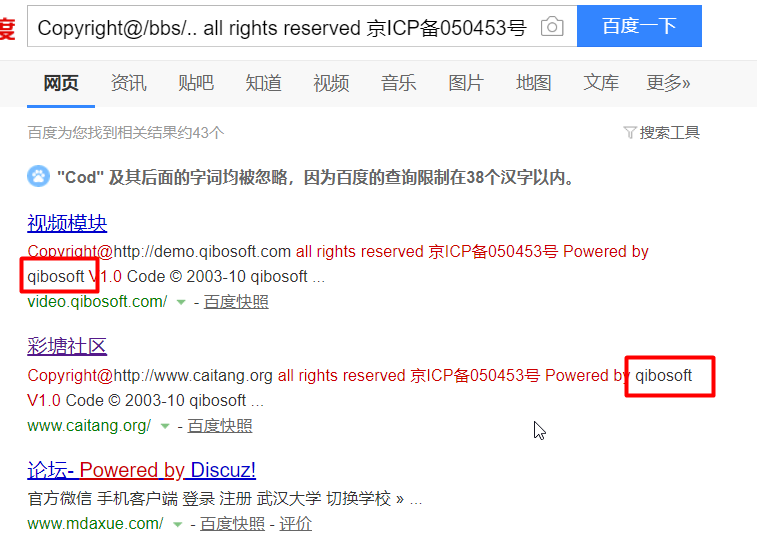 度 Copyright@/bbs/.. all rights reserved 京ICP备050453号 百度一下
网页 资讯 贴吧 知道 视频 音乐 图片 地图 文库 更多»
百度为您找到相关结果约43个 搜索工具
"Cod" 及其后面的字词均被忽略，因为百度的查询限制在38个汉字以内。
视频模块
Copyright@http://demo.qibosoft.com all rights reserved 京ICP备050453号 Powered by
qibosoft V1.0 Code © 2003-10 qibosoft ...
video.qibosoft.com/ - 百度快照
彩塘社区
Copyright@http://www.caitang.org all rights reserved 京ICP备050453号 Powered by qibosoft
V1.0 Code © 2003-10 qibosoft ...
www.caitang.org/ - 百度快照
论坛- Powered by Discuz!
官方微信 手机客户端 登录 注册 武汉大学 切换学校 » ...
www.mdaxue.com/ - 百度快照 - 评价